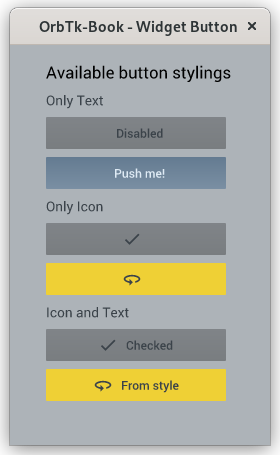 OrbTk-Book - Widget Button
Available button stylings
Only Text
Disabled
Push me!
Only Icon
Icon and Text
Checked
From style